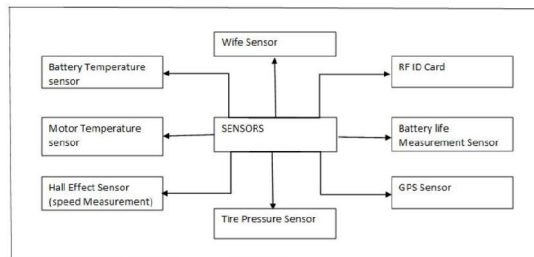 Wife Sensor
Battery Temperature
sensor
RF ID Card
Motor Temperature
sensor
SENSORS
Battery life
Measurement Sensor
Hall Effect Sensor
(speed Measurement)
GPS Sensor
Tire Pressure Sensor